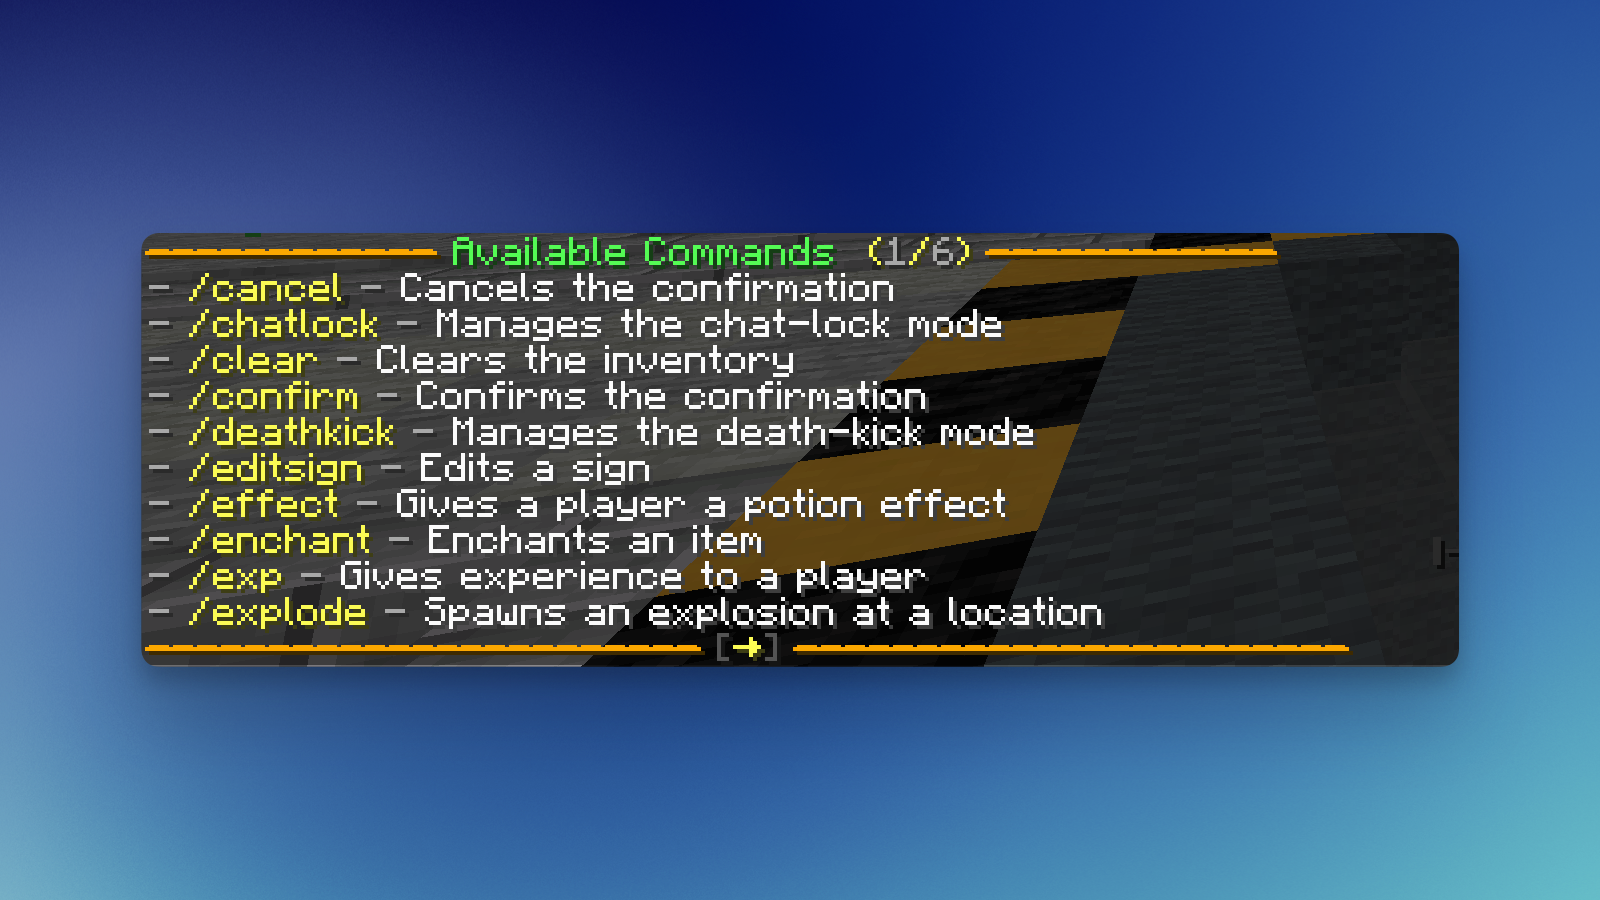 Available Commands (1/6)
- /cancel - Cancels the confirmation
- /chatlock - Manages the chat-lock mode
- /clear - Clears the inventory
- /confirm - Confirms the confirmation
- /deathkick - Manages the death-kick mode
- /editsign - Edits a sign
- /effect - Gives a player a potion effect
- /enchant - Enchants an item
- /exp - Gives experience to a player
- /explode - Spawns an explosion at a location
[→]